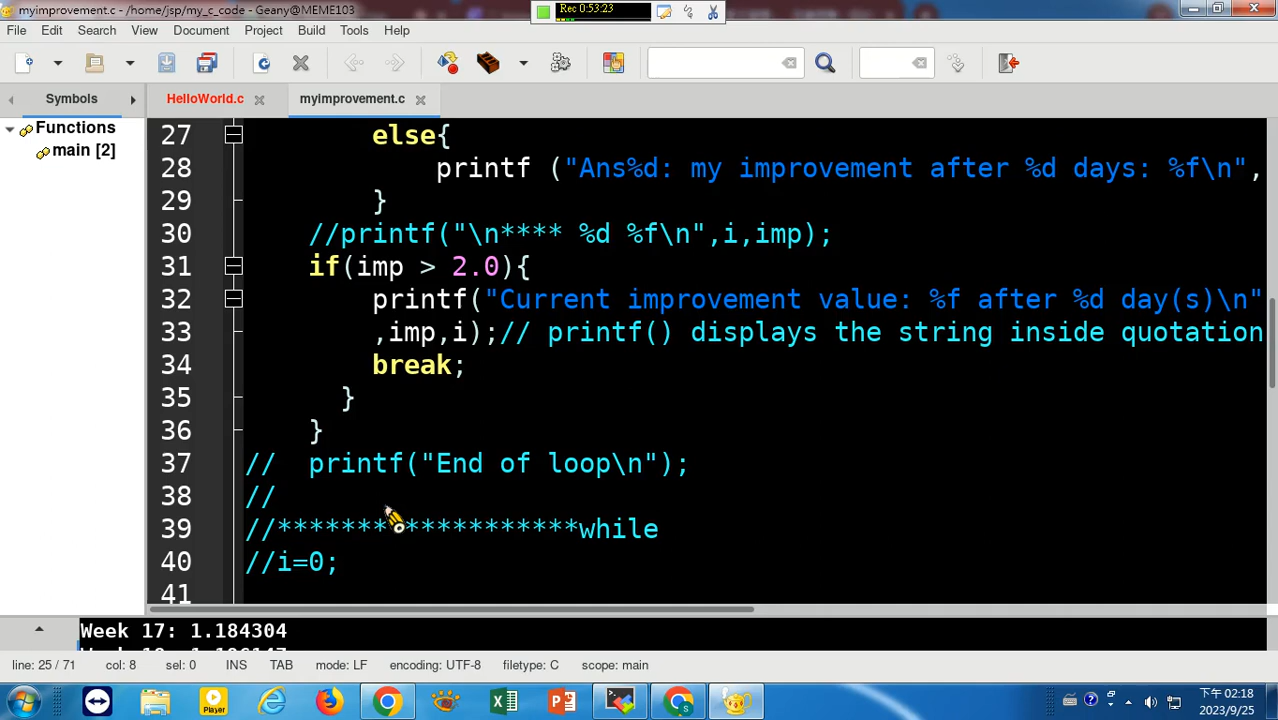 myimprovement.c - /home/jsp/my_c_code - Geany@MEME103
Rec 0:53:23
File Edit Search View Document Project Build Tools Help
Symbols HelloWorld.c myimprovement.c
Functions
main [2]
27 else{
28 printf ("Ans%d: my improvement after %d days: %f\n",
29 }
30 //printf("\n**** %d %f\n",i,imp);
31 if(imp > 2.0){
32 printf("Current improvement value: %f after %d day(s)\n"
33 ,imp,i);// printf() displays the string inside quotation
34 break;
35 }
36 }
37 // printf("End of loop\n");
38 //
39 //*******************while
40 //i=0;
41
Week 17: 1.184304
line: 25 / 71 col: 8 sel: 0 INS TAB mode: LF encoding: UTF-8 filetype: C scope: main
Player
下午 02:18
2023/9/25